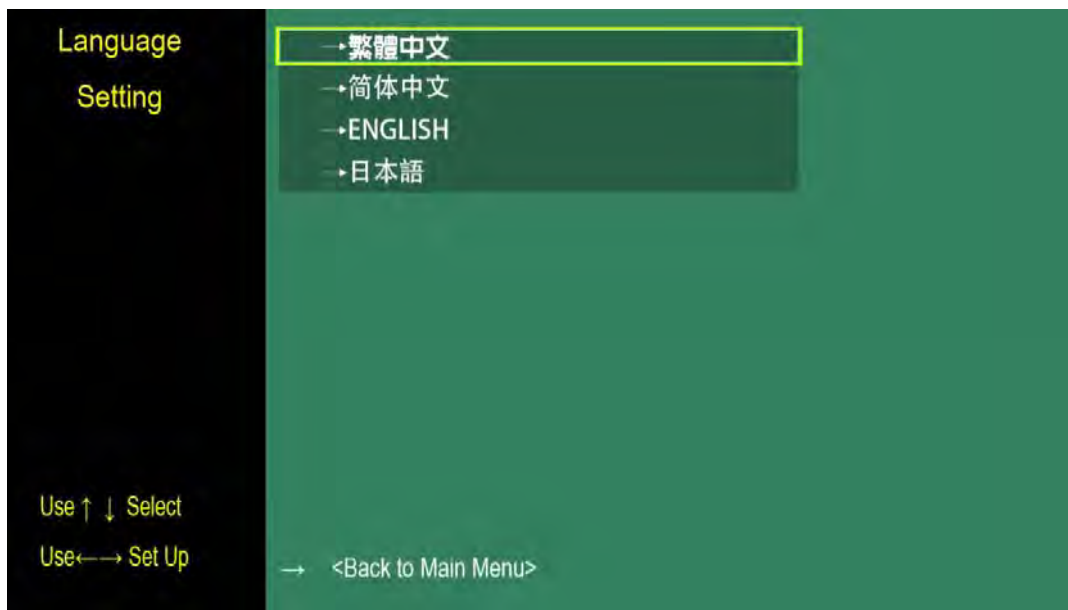 Language
Setting
→繁體中文
→简体中文
→ENGLISH
→日本語
Use ↑ ↓ Select
Use←→ Set Up
→ <Back to Main Menu>